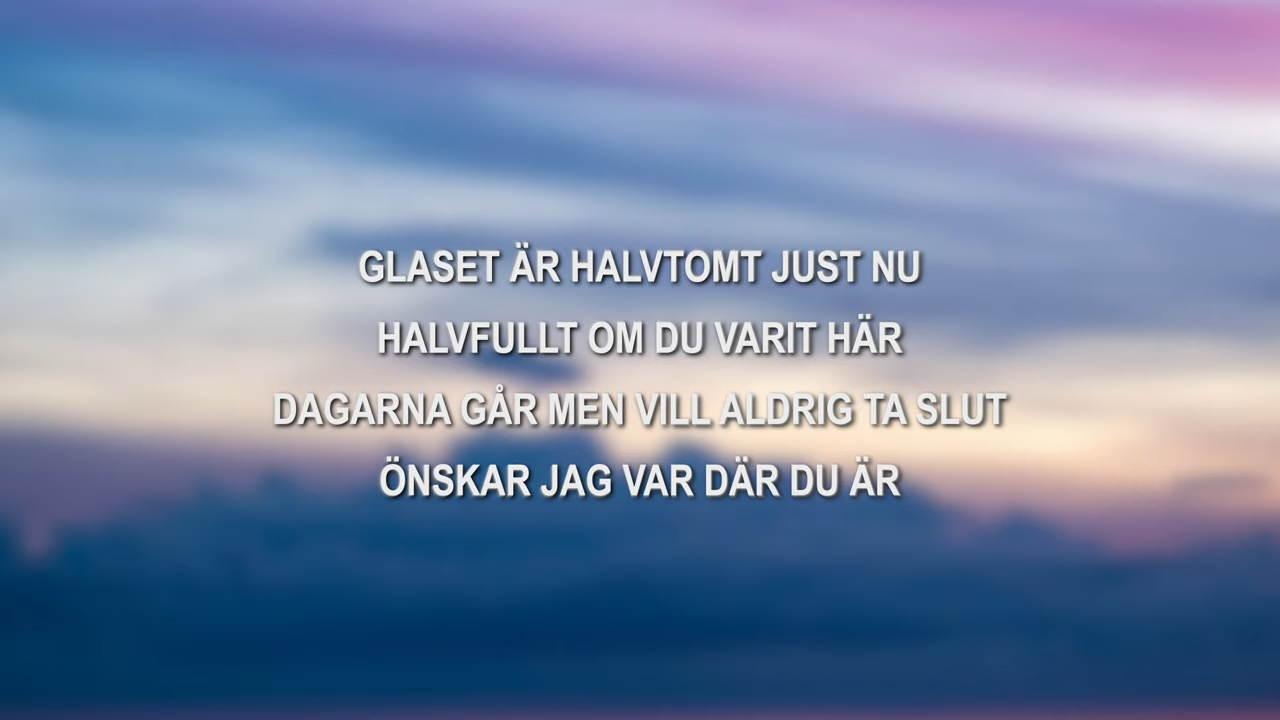 GLASET ÄR HALVTOMT JUST NU
HALVFULLT OM DU VARIT HÄR
DAGARNA GÅR MEN VILL ALDRIG TA SLUT
ÖNSKAR JAG VAR DÄR DU ÄR